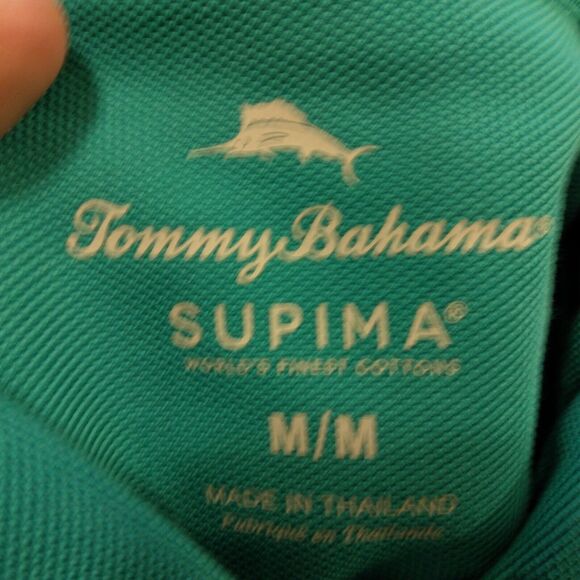 Tommy Bahama®
SUPIMA®
WORLD'S FINEST COTTONS
M/M
MADE IN THAILAND
Fabriqué en Thaïlande